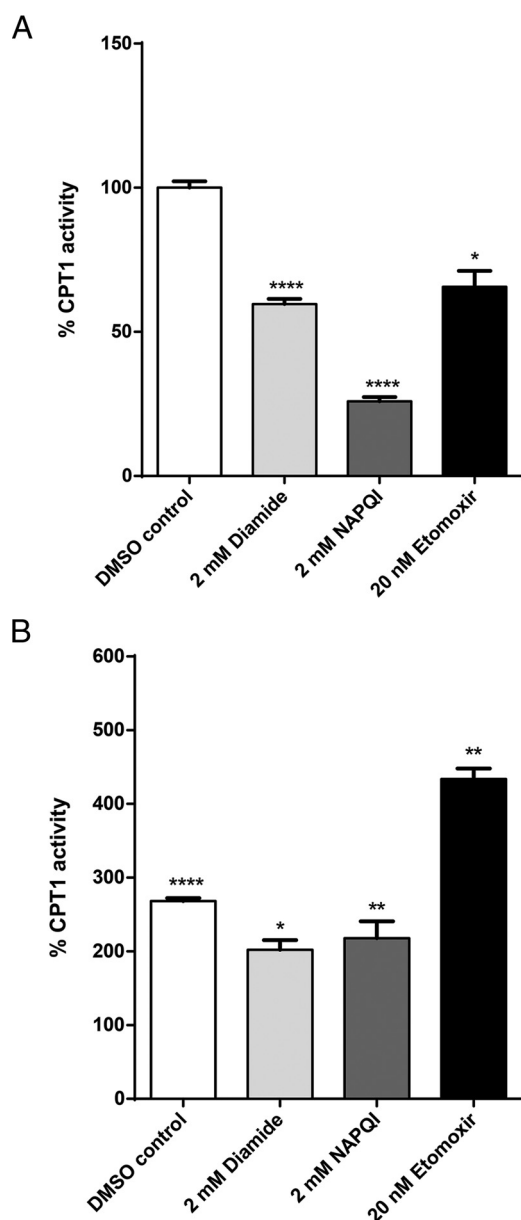 A
150
100
50
0
% CPT1 activity
****
****
*
DMSO control
2 mM Diamide
2 mM NAPQI
20 nM Etomoxir
B
600
500
400
300
200
100
0
% CPT1 activity
****
*
**
**
DMSO control
2 mM Diamide
2 mM NAPQI
20 nM Etomoxir